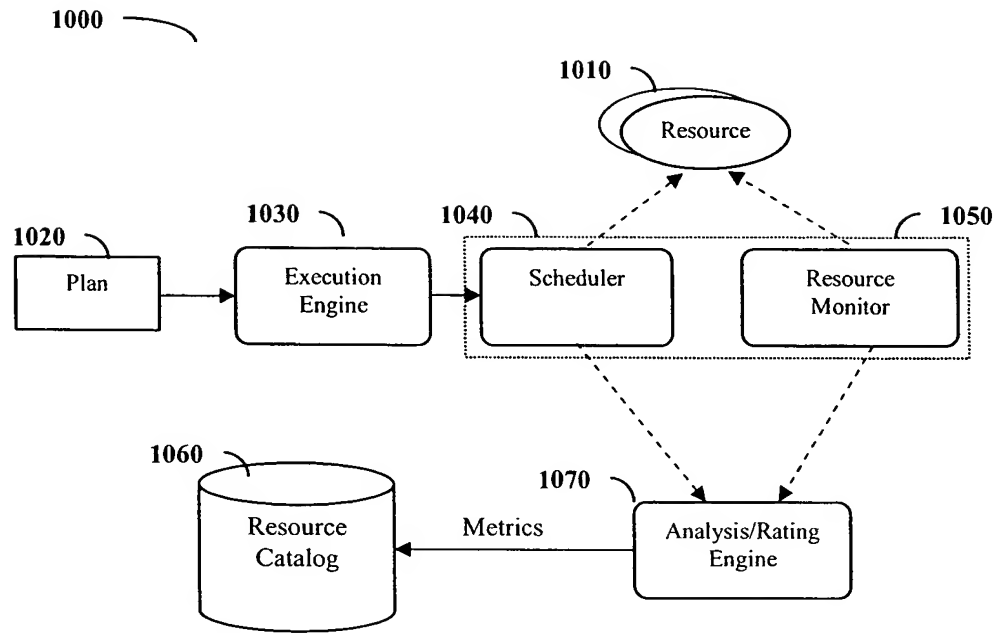 1000
1010
Resource
1030
1040
1050
1020
Plan
Execution
Engine
Scheduler
Resource
Monitor
1060
1070
Resource
Catalog
Metrics
Analysis/Rating
Engine